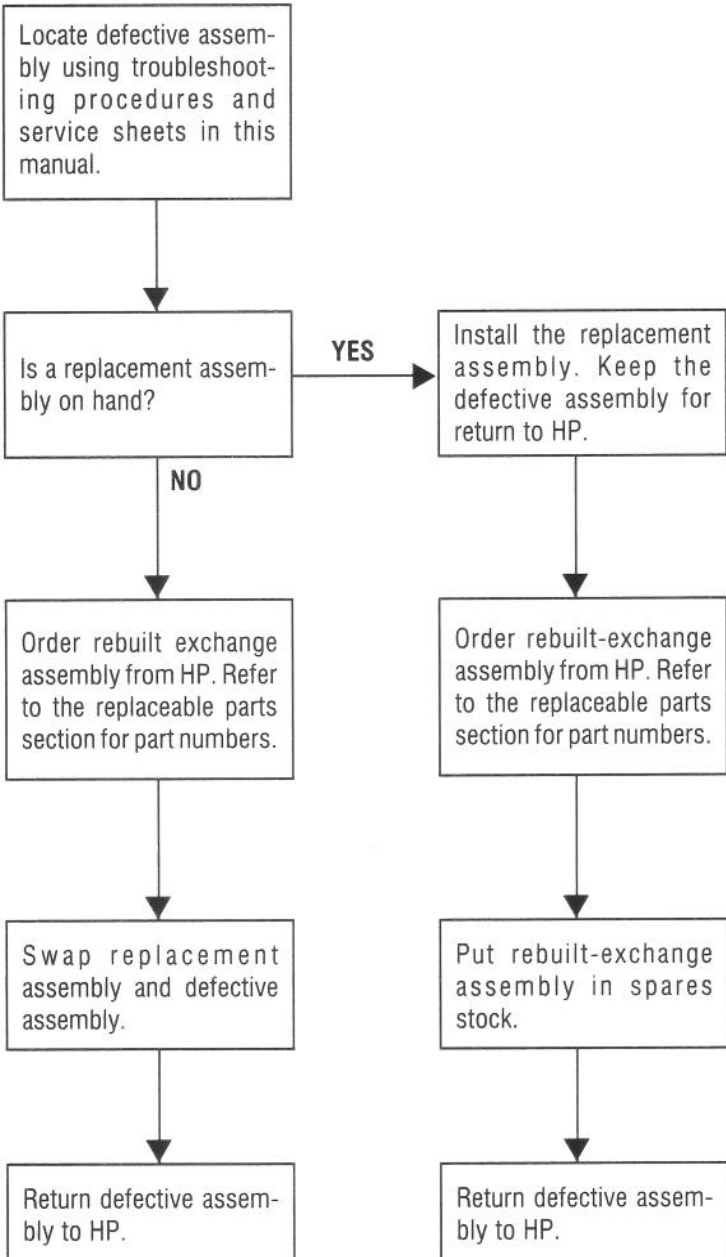 Locate defective assem-
bly using troubleshoot-
ing procedures and
service sheets in this
manual.
Is a replacement assem-
bly on hand?
YES
Install the replacement
assembly. Keep the
defective assembly for
return to HP.
NO
Order rebuilt exchange
assembly from HP. Refer
to the replaceable parts
section for part numbers.
Order rebuilt-exchange
assembly from HP. Refer
to the replaceable parts
section for part numbers.
Swap replacement
assembly and defective
assembly.
Put rebuilt-exchange
assembly in spares
stock.
Return defective assem-
bly to HP.
Return defective assem-
bly to HP.